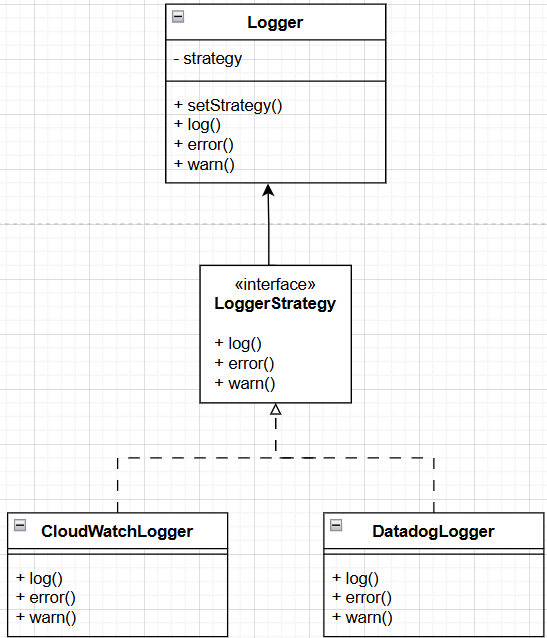 Logger
- strategy
+ setStrategy()
+ log()
+ error()
+ warn()
«interface»
LoggerStrategy
+ log()
+ error()
+ warn()
CloudWatchLogger
+ log()
+ error()
+ warn()
DatadogLogger
+ log()
+ error()
+ warn()